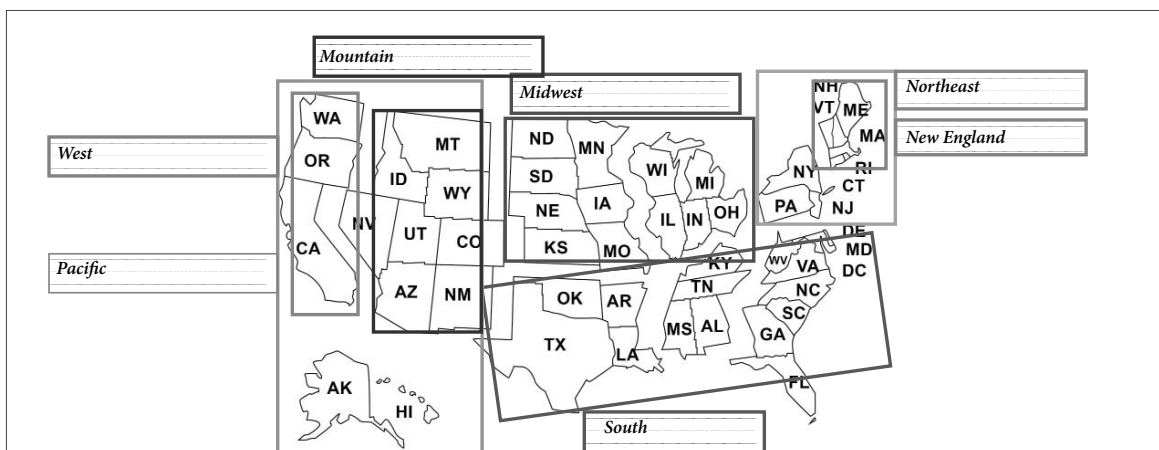 Mountain
Midwest
Northeast
New England
West
Pacific
South
WA
OR
CA
NV
ID
MT
WY
UT
CO
AZ
NM
AK
HI
ND
SD
NE
KS
MN
IA
MO
WI
IL
MI
IN
OH
OK
TX
AR
LA
KY
TN
MS
AL
WV
VA
NC
SC
GA
FL
NH
VT
ME
MA
RI
CT
NY
PA
NJ
DE
MD
DC